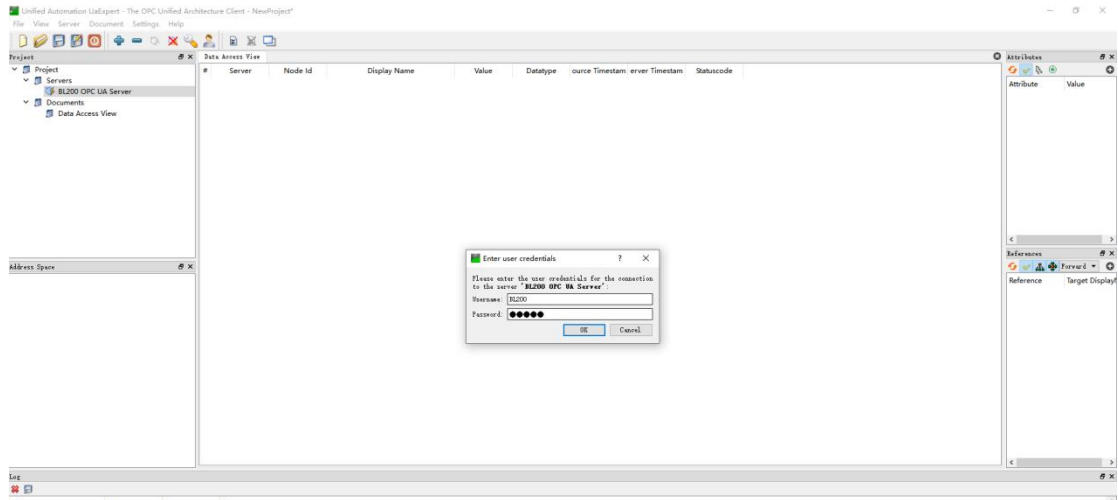 Unified Automation UaExpert - The OPC Unified Architecture Client - NewProject*
File View Server Document Settings Help
Project
Project
Servers
BL200 OPC UA Server
Documents
Data Access View
Address Space
Data Access View
# Server Node Id Display Name Value Datatype ource Timestam erver Timestam Statuscode
Enter user credentials ? X
Please enter the user credentials for the connection
to the server 'BL200 OPC UA Server':
Username: BL200
Password: ●●●●●
OK Cancel
Attributes
Attribute Value
References
Forward
Reference Target Displayf
Log